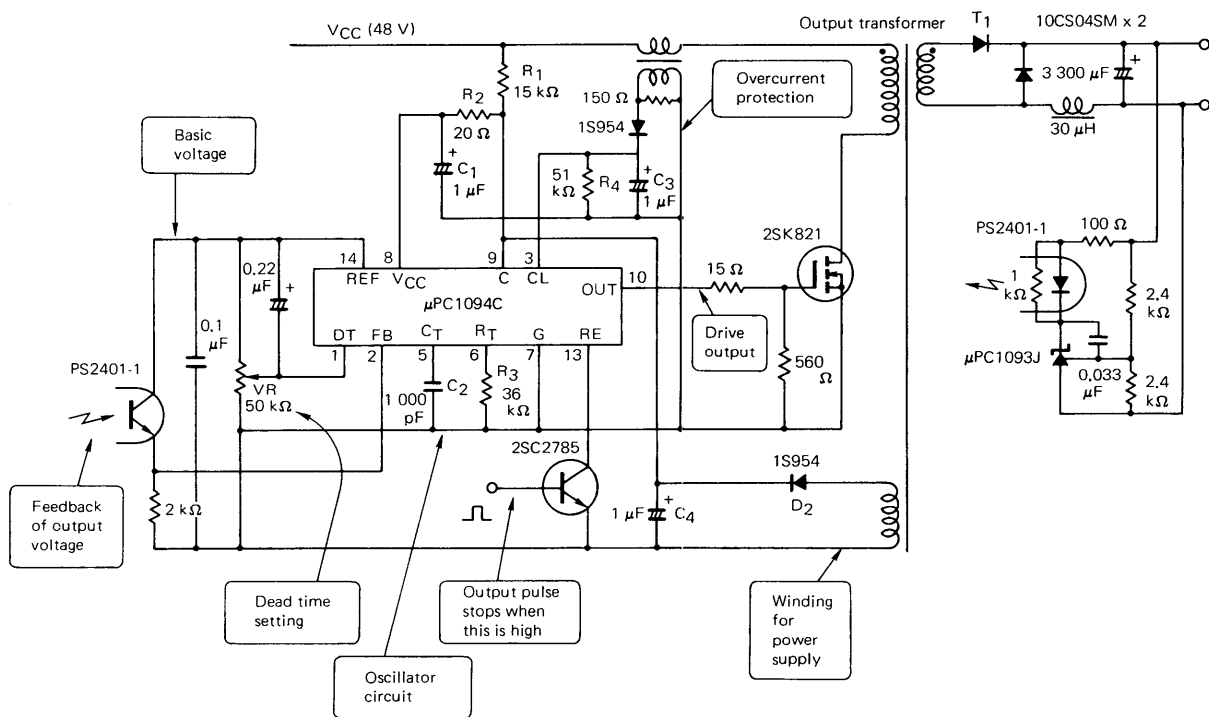 Output transformer
T1
10CS04SM x 2
VCC (48 V)
R1
15 kΩ
R2
20 Ω
150 Ω
Overcurrent
protection
3 300 μF
30 μH
1S954
Basic
voltage
C1
1 μF
51
kΩ
R4
C3
1 μF
2SK821
PS2401-1
100 Ω
14
8
9
3
0.22
μF
REF
VCC
C
CL
10
OUT
15 Ω
1
kΩ
2.4
kΩ
μPC1094C
0.1
μF
Drive
output
DT
FB
CT
RT
G
RE
1
2
5
6
7
13
μPC1093J
560
Ω
PS2401-1
VR
50 kΩ
C2
1 000
pF
R3
36
kΩ
0.033
μF
2.4
kΩ
2SC2785
1S954
D2
Feedback
of output
voltage
2 kΩ
1 μF
C4
Dead time
setting
Output pulse
stops when
this is high
Winding
for
power
supply
Oscillator
circuit